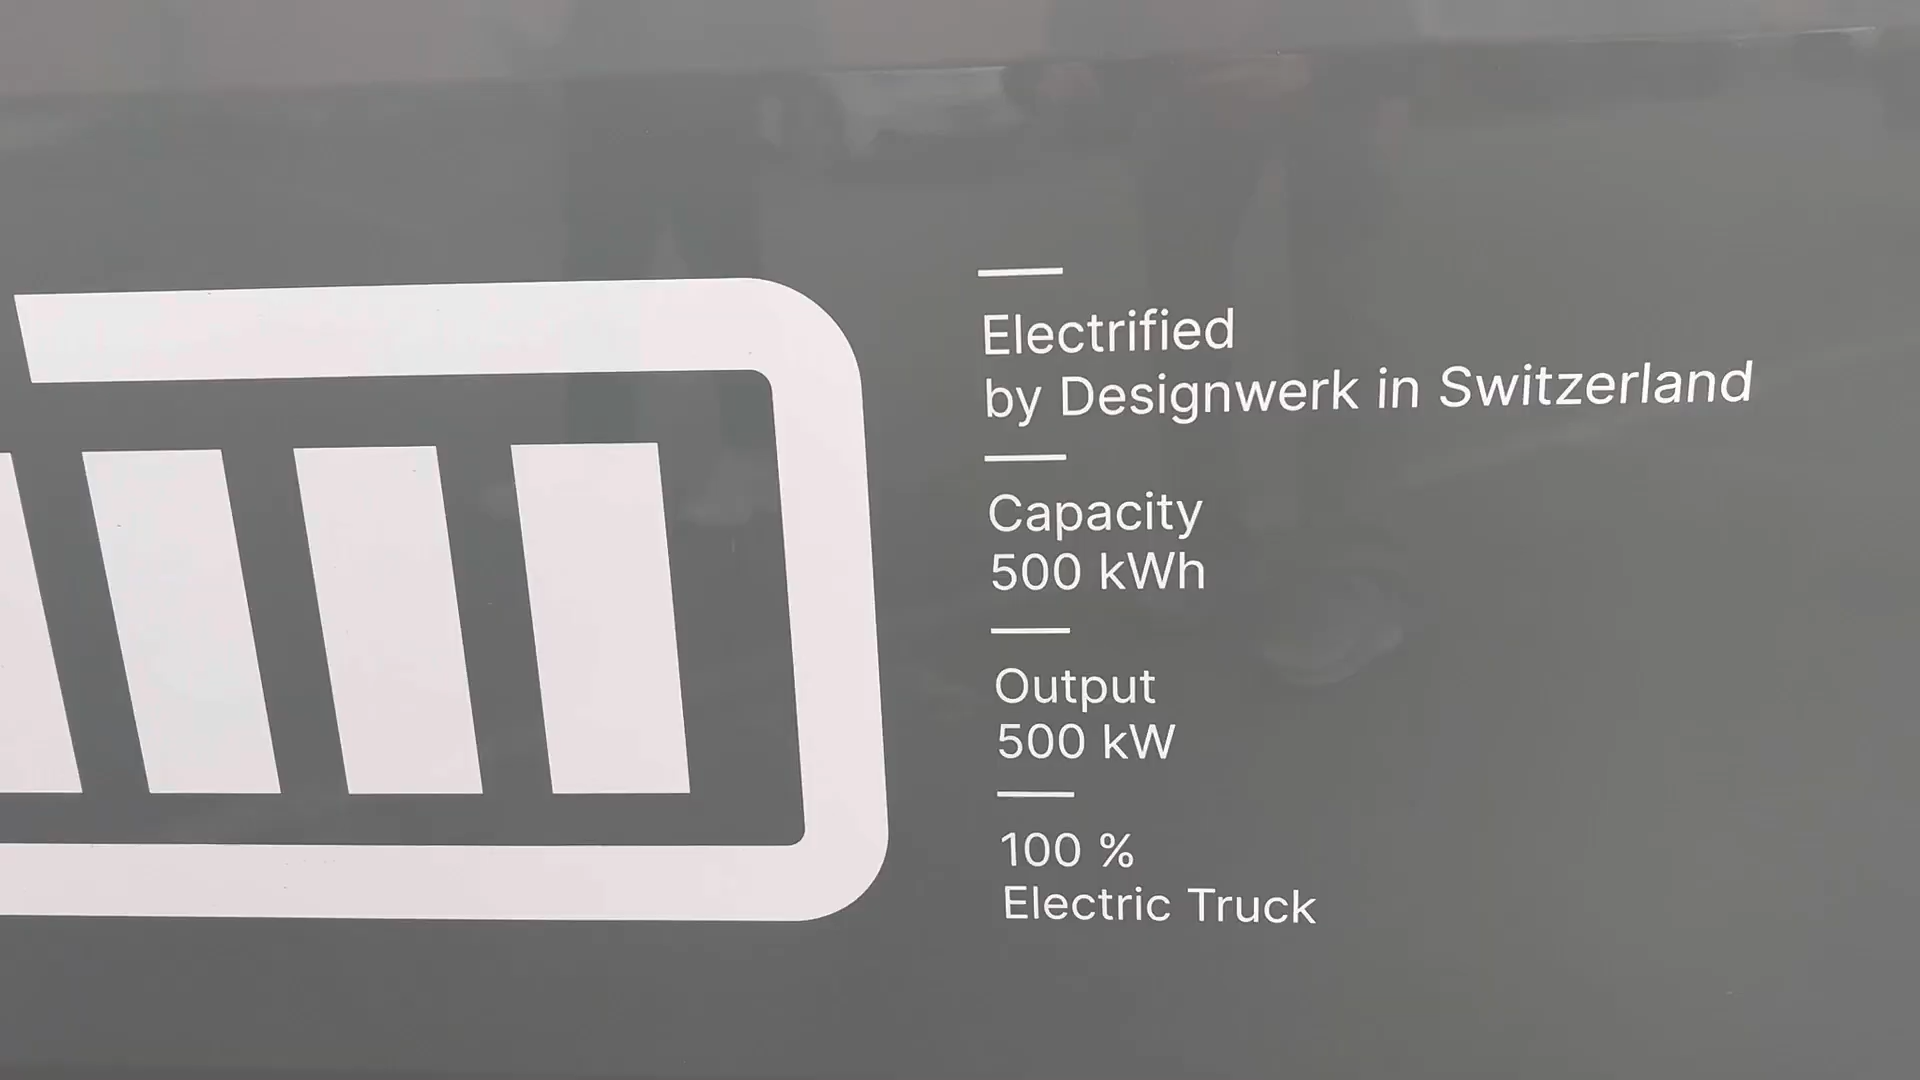 Electrified
by Designwerk in Switzerland
Capacity
500 kWh
Output
500 kW
100 %
Electric Truck